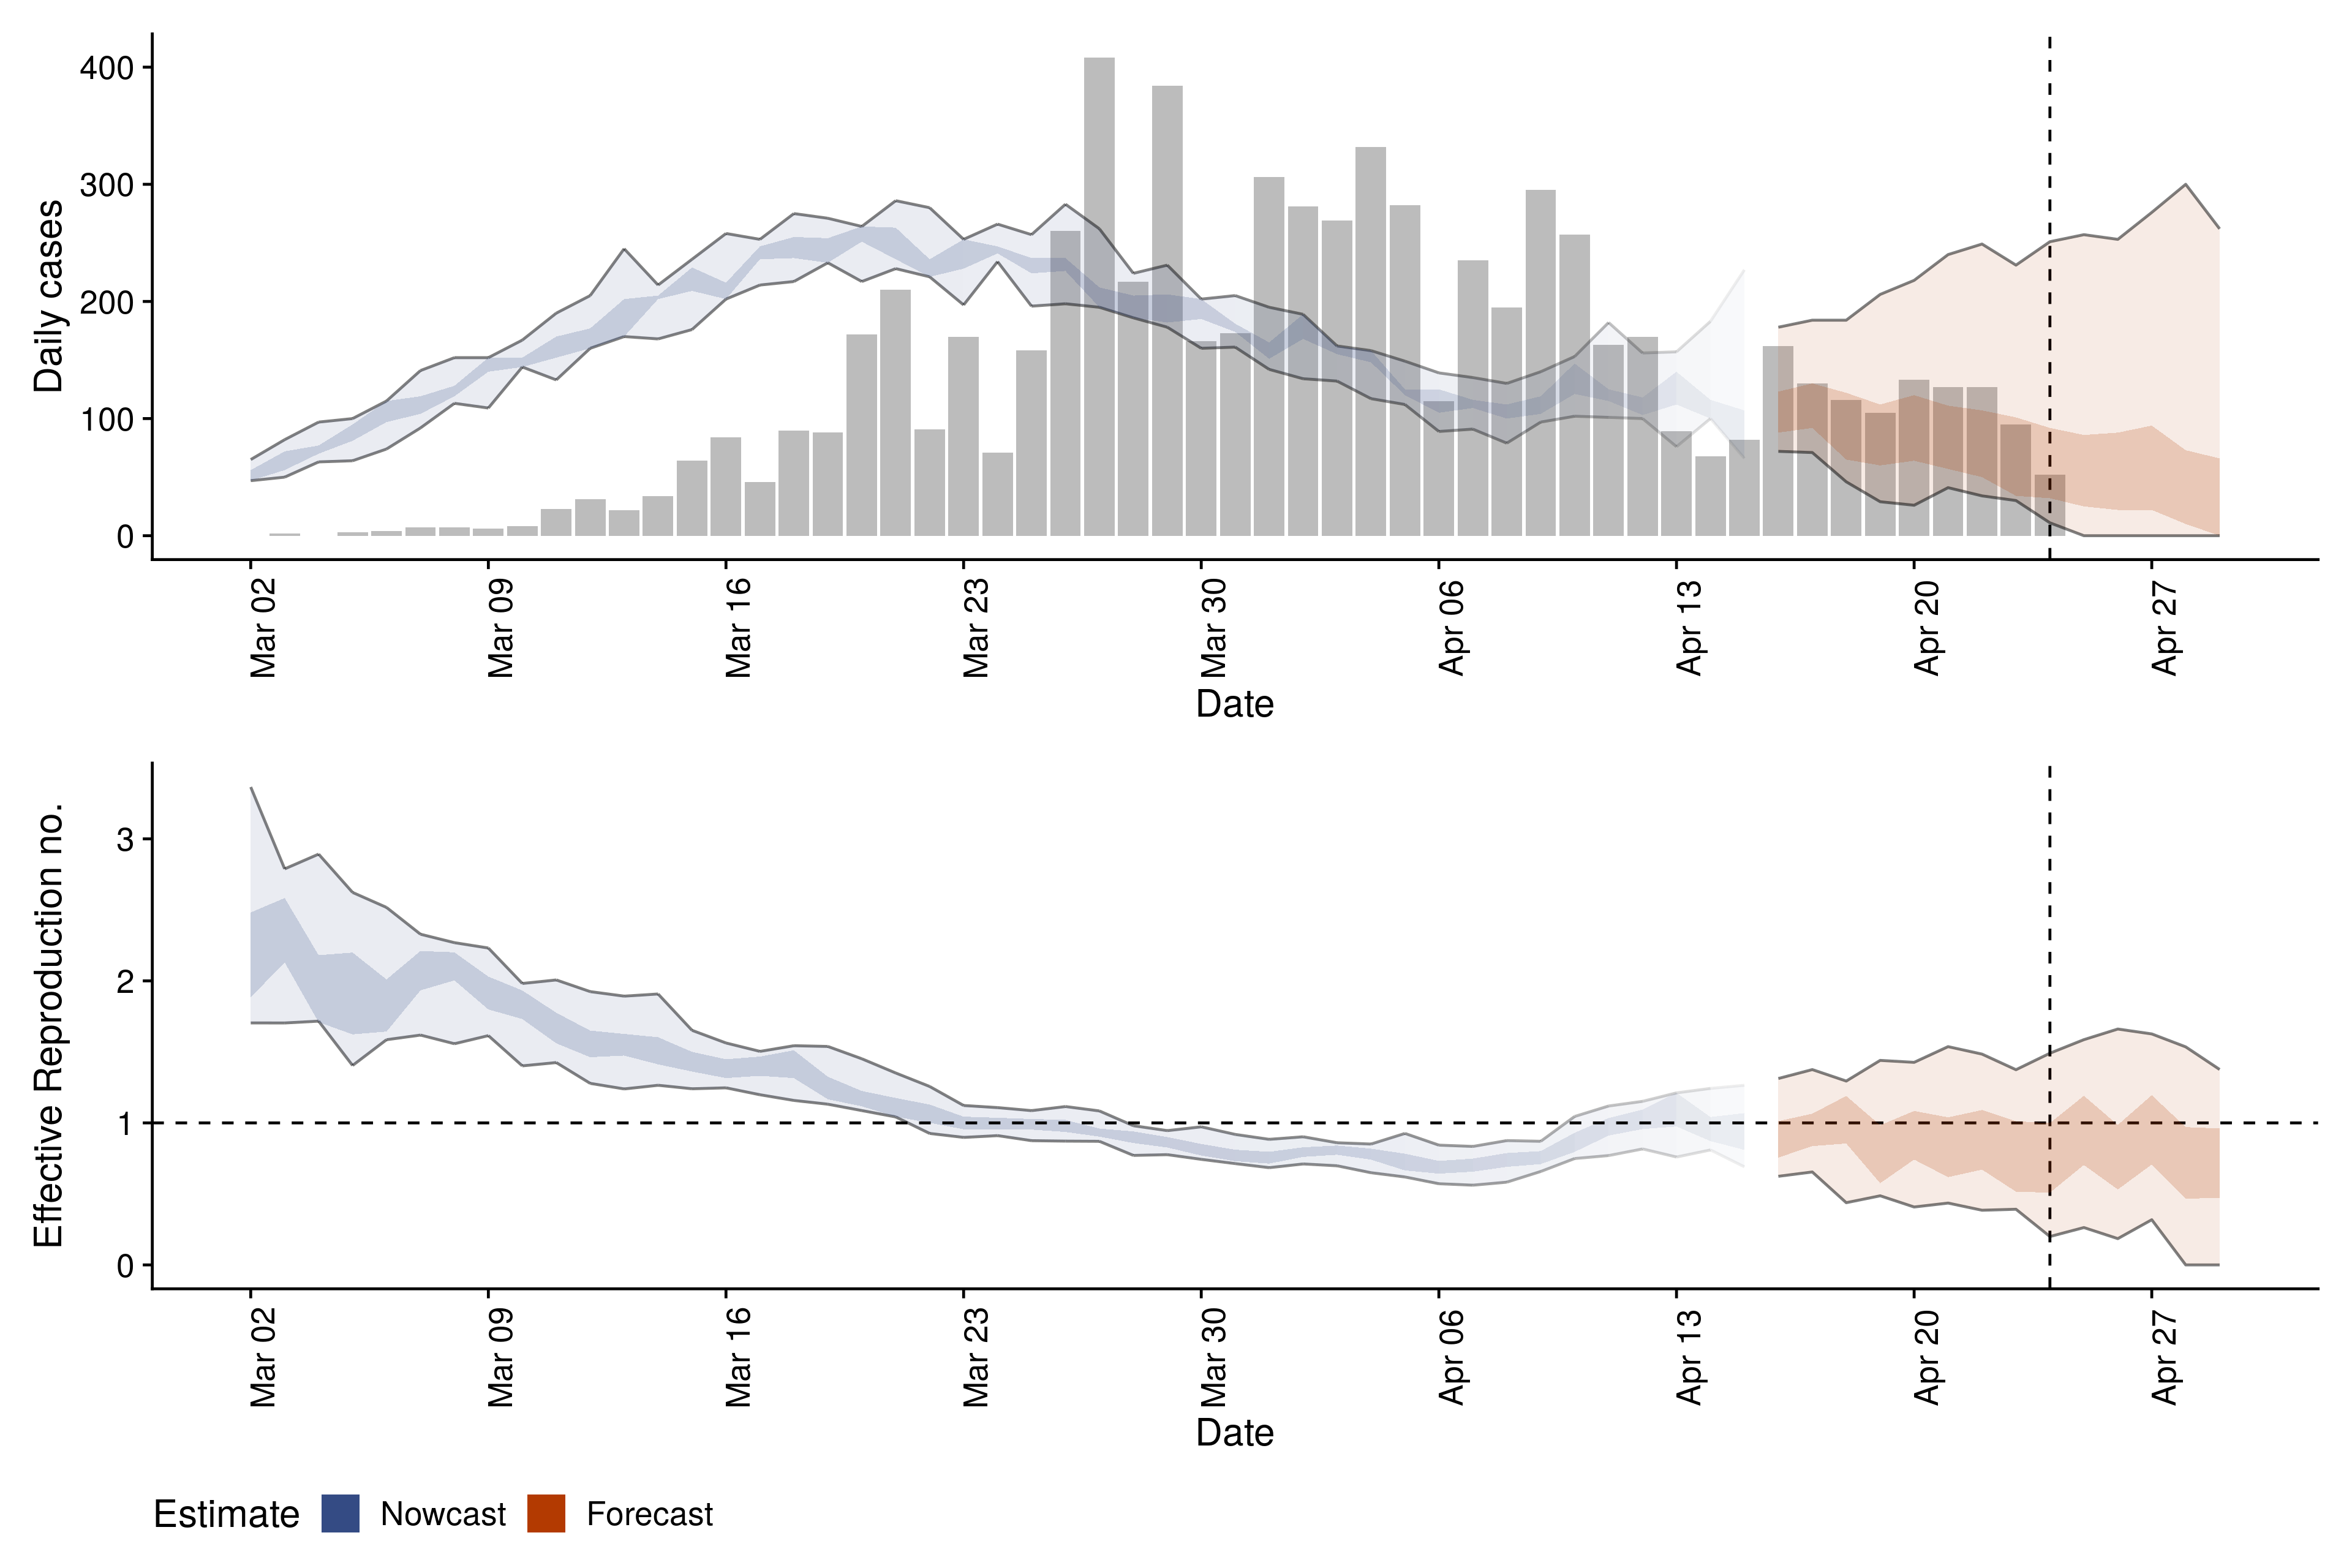 Daily cases
400
300
200
100
0
Mar 02
Mar 09
Mar 16
Mar 23
Mar 30
Apr 06
Apr 13
Apr 20
Apr 27
Date
Effective Reproduction no.
3
2
1
0
Mar 02
Mar 09
Mar 16
Mar 23
Mar 30
Apr 06
Apr 13
Apr 20
Apr 27
Date
Estimate Nowcast Forecast